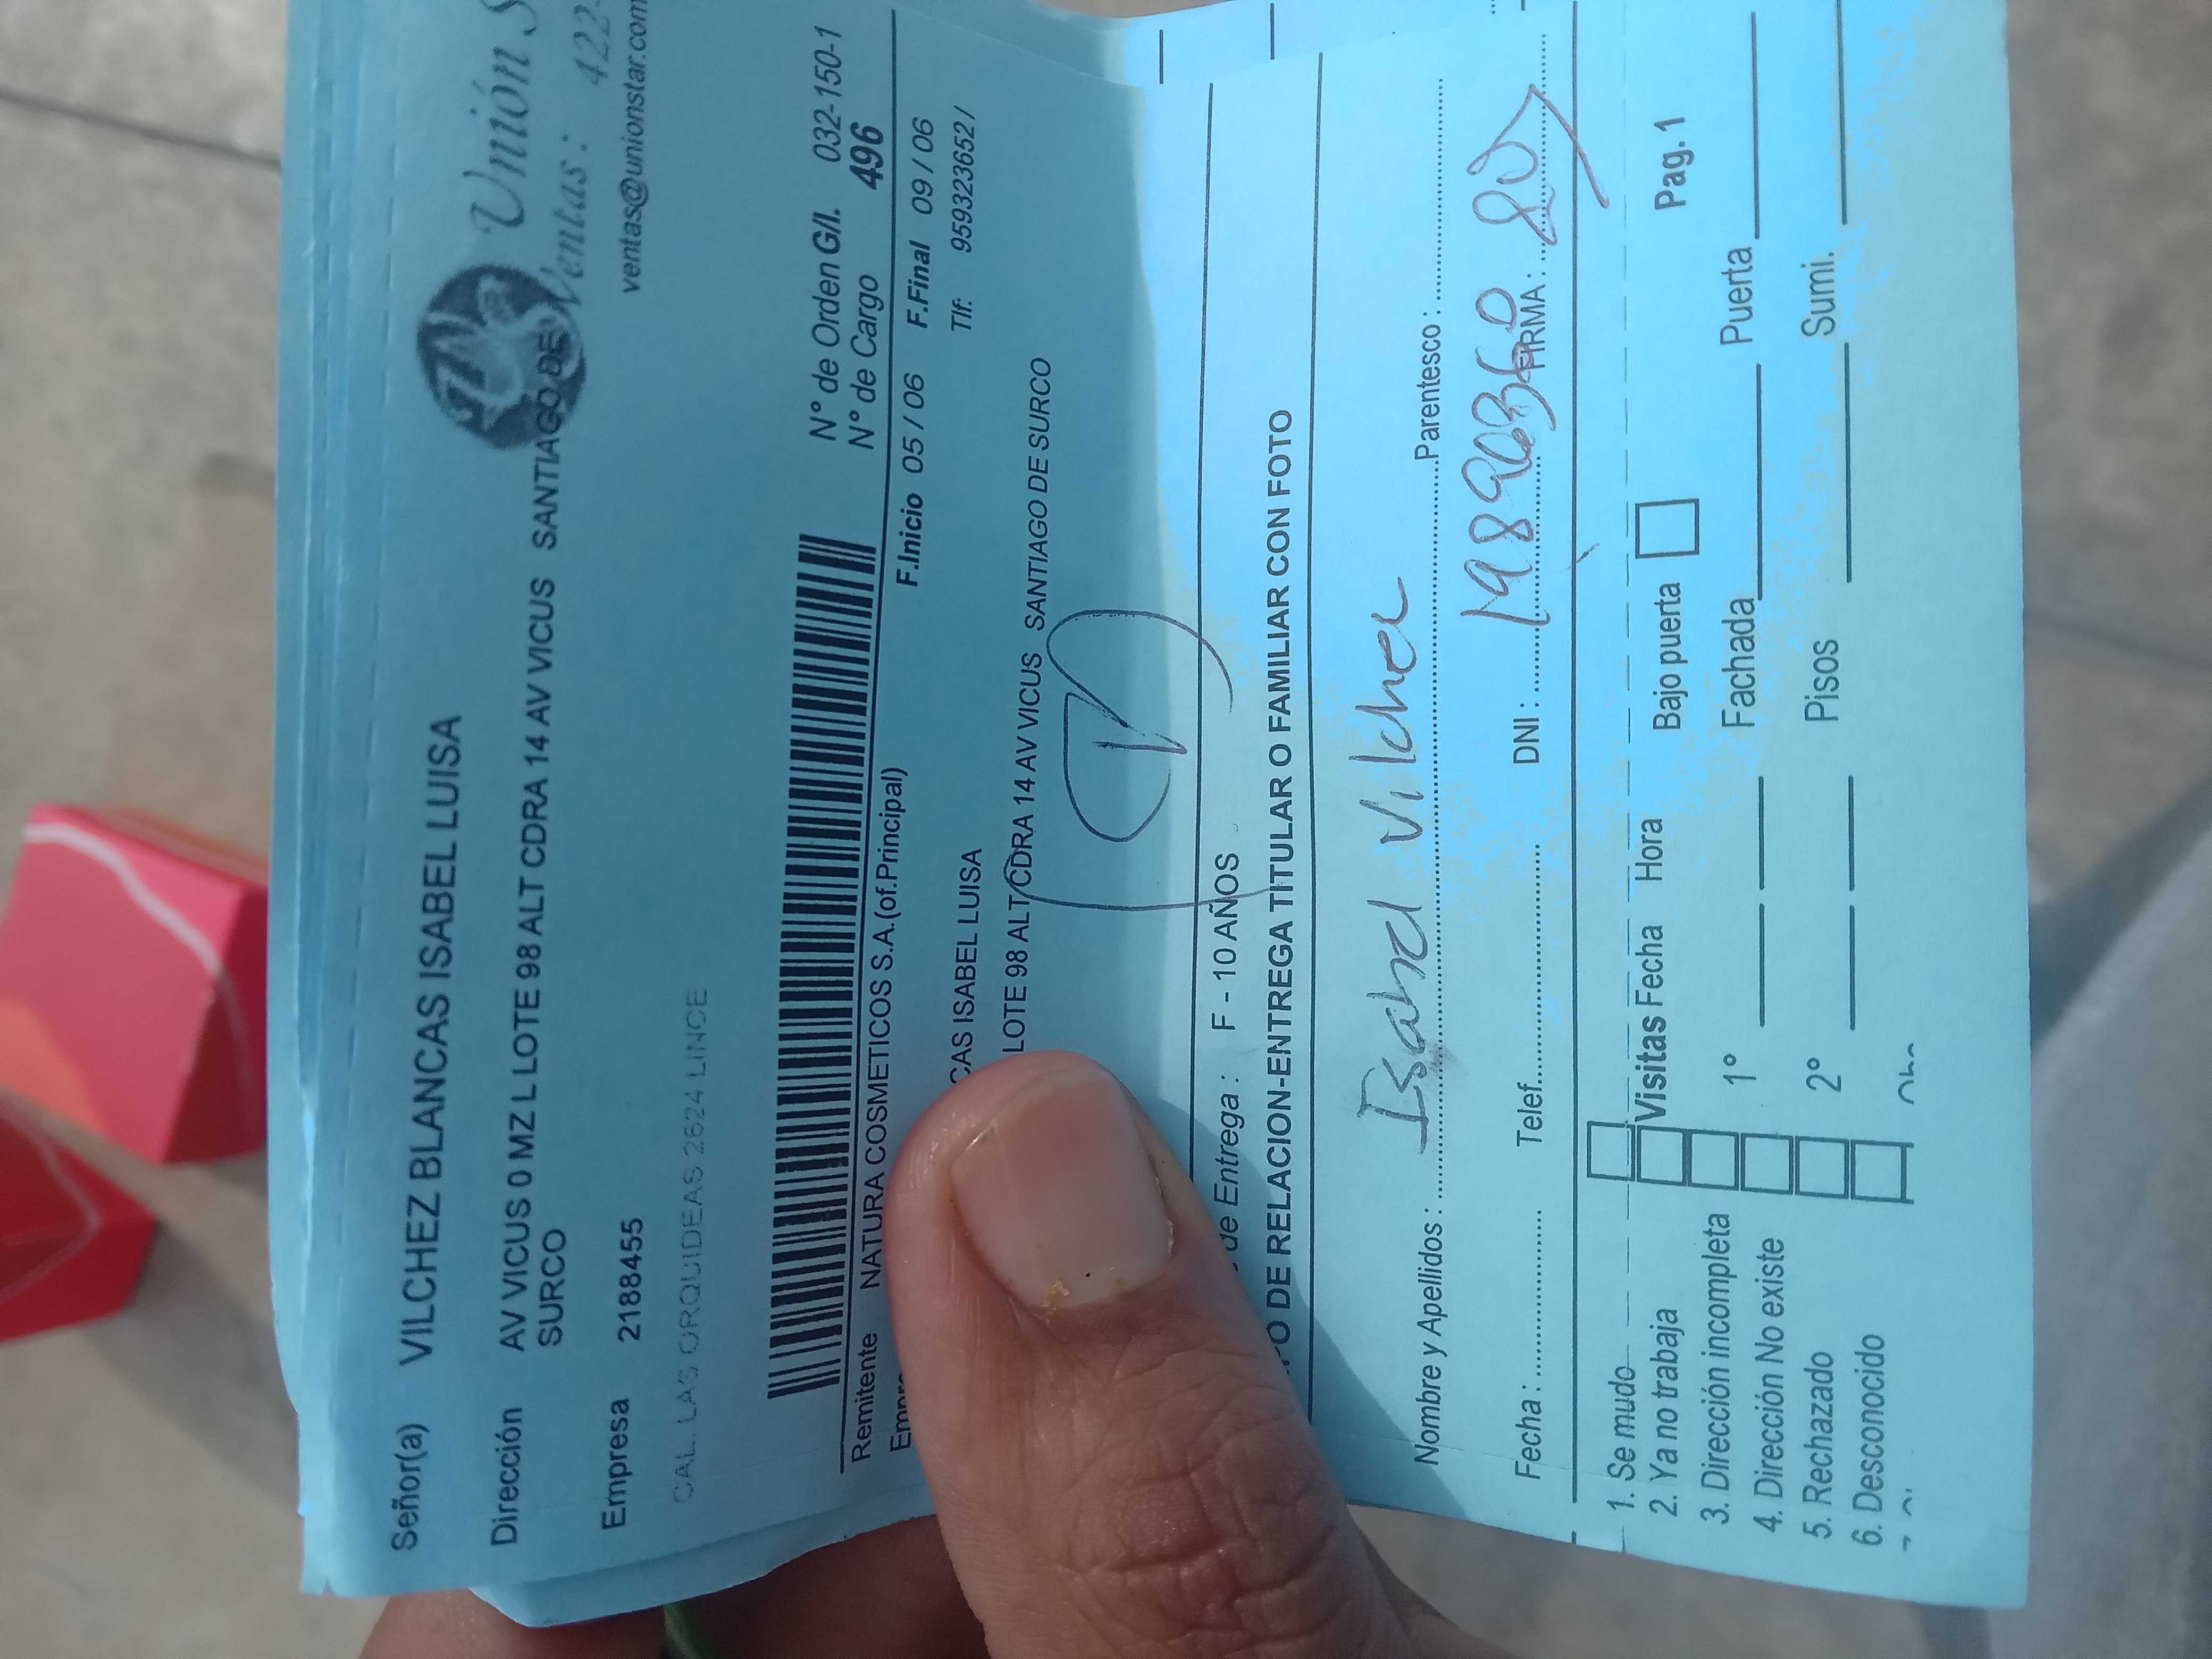 Señor(a) VILCHEZ BLANCAS ISABEL LUISA
Unión S
Dirección AV VICUS 0 MZ L LOTE 98 ALT CDRA 14 AV VICUS SANTIAGO DE
SURCO
Ventas: 422-
ventas@unionstar.com
Empresa 2188455
CAL. LAS ORQUIDEAS 2624 LINCE
N° de Orden G/I. 032-150-1
N° de Cargo 496
Remitente NATURA COSMETICOS S.A.(of.Principal)
F.Inicio 05 / 06 F.Final 09 / 06
CAS ISABEL LUISA Tlf: 959323652 /
LOTE 98 ALT CDRA 14 AV VICUS SANTIAGO DE SURCO
de Entrega : F - 10 AÑOS
O DE RELACION-ENTREGA TITULAR O FAMILIAR CON FOTO
Nombre y Apellidos : Isabel Vilchez Parentesco :
Fecha : Telef. DNI : FIRMA :
1. Se mudo
2. Ya no trabaja Visitas Fecha Hora Bajo puerta Pag. 1
3. Dirección incompleta
4. Dirección No existe 1° Fachada Puerta
5. Rechazado
6. Desconocido 2° Pisos Sumi.